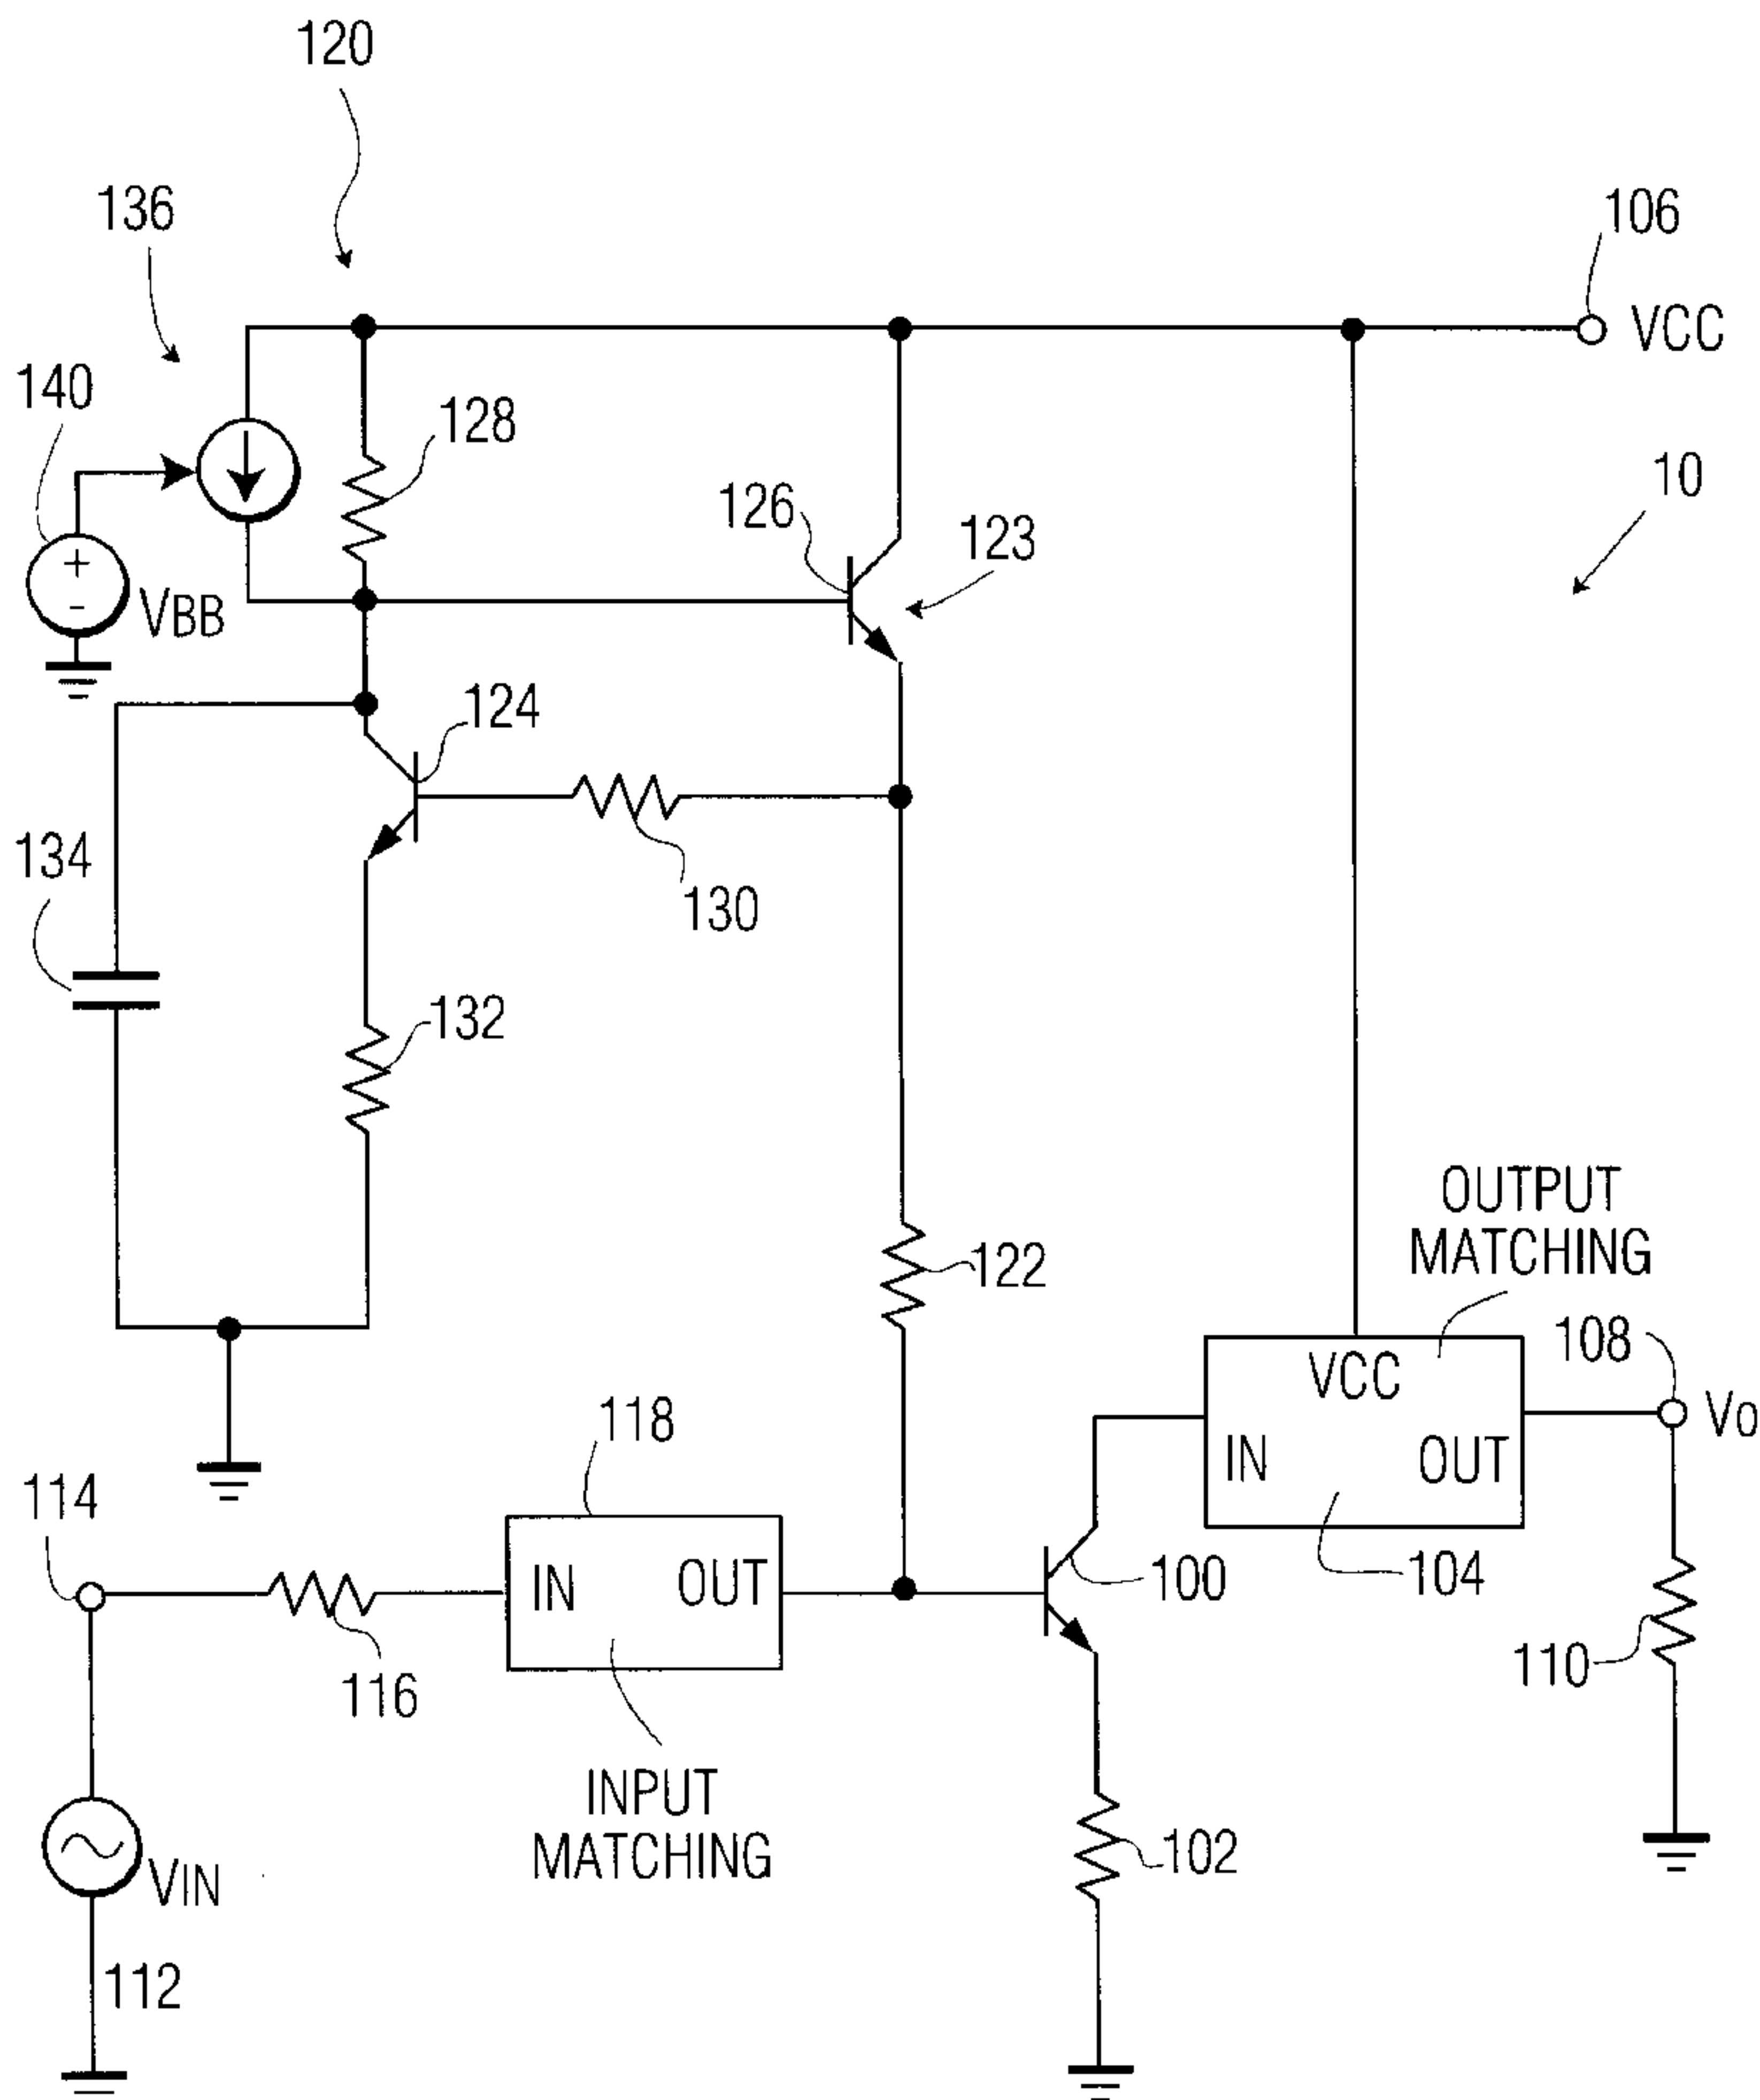 120
136
106
VCC
140
128
10
126
123
VBB
124
134
130
132
OUTPUT
MATCHING
122
108
VCC
Vo
118
IN
OUT
114
IN
OUT
100
104
116
110
INPUT
MATCHING
102
VIN
112